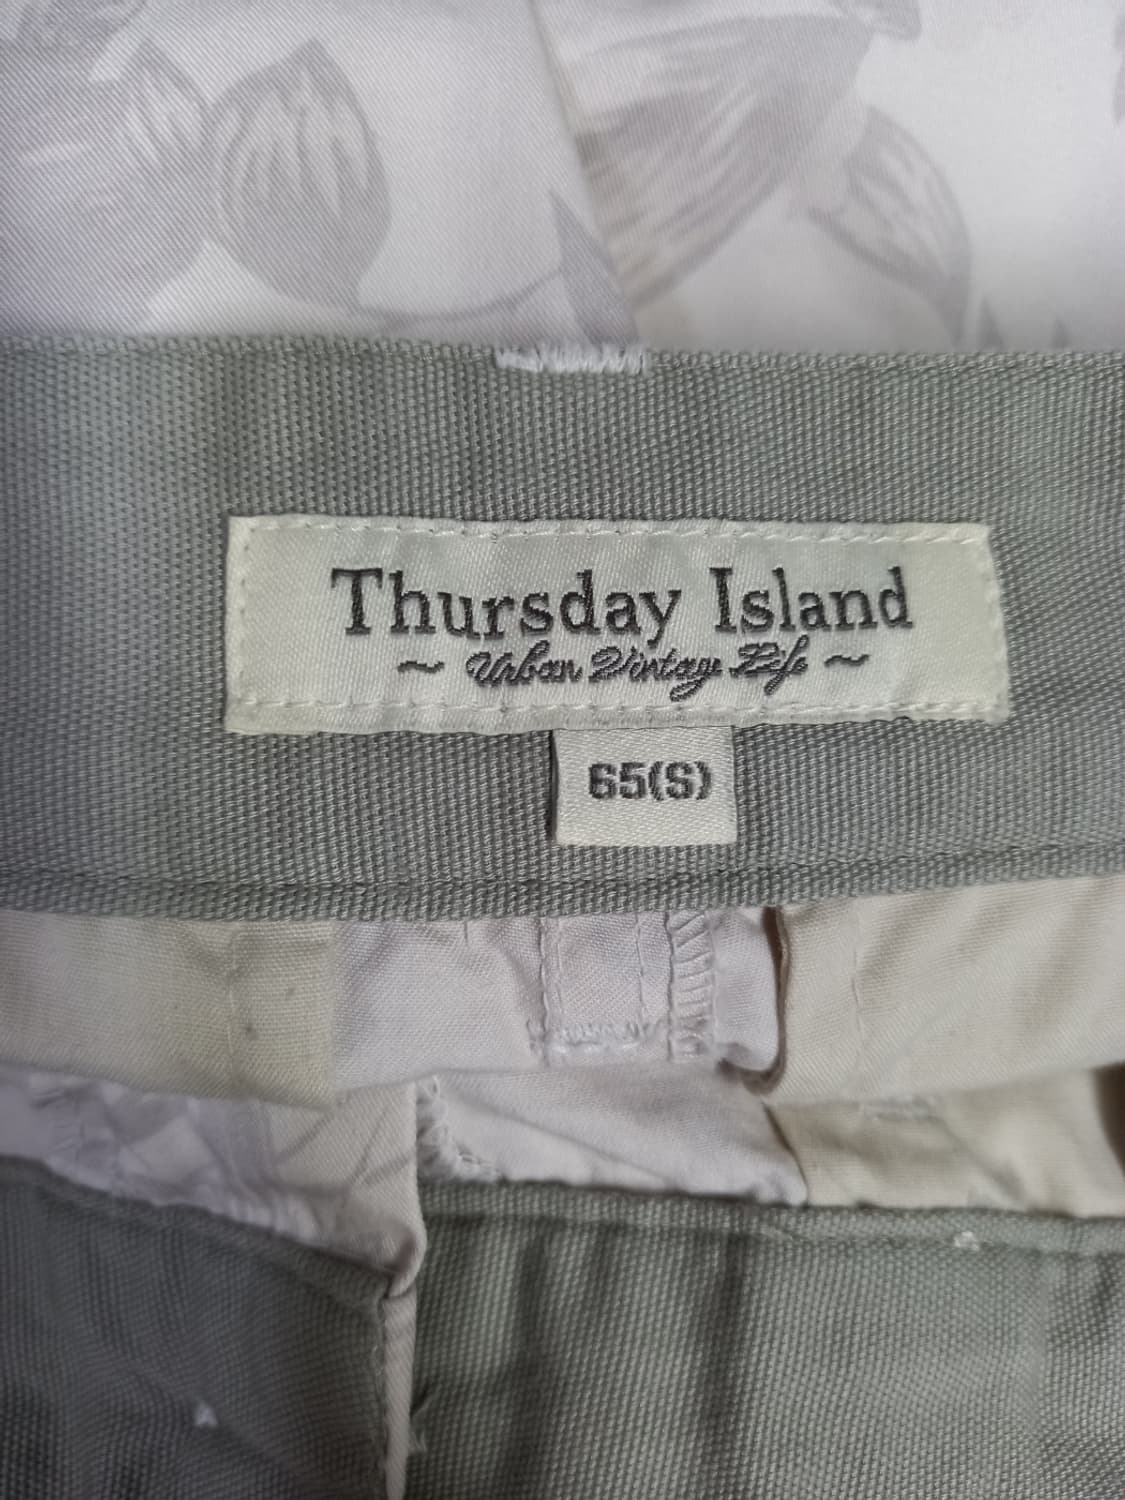 Thursday Island
~ Urban Vintage Life ~
65(S)